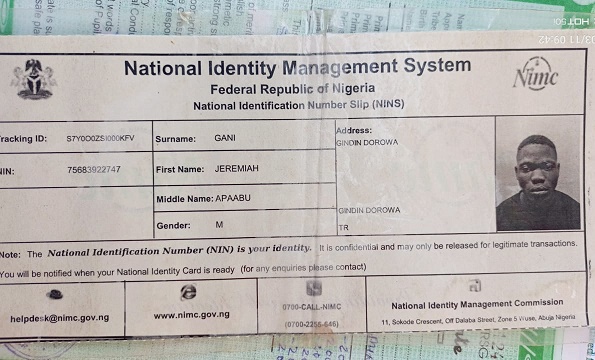 National Identity Management System
Federal Republic of Nigeria
National Identification Number Slip (NINS)
Nimc
Tracking ID: S7Y0O0ZSI000KFV
Surname: GANI
Address:
GINDIN DOROWA
NIN: 75683922747
First Name: JEREMIAH
Middle Name: APAABU
GINDIN DOROWA
Gender: M
TR
Note: The National Identification Number (NIN) is your identity. It is confidential and may only be released for legitimate transactions.
You will be notified when your National Identity Card is ready (for any enquiries please contact)
helpdesk@nimc.gov.ng
www.nimc.gov.ng
0700-CALL-NIMC
(0700-2255-646)
National Identity Management Commission
11, Sokode Crescent, Off Dalaba Street, Zone 5 Wuse, Abuja Nigeria